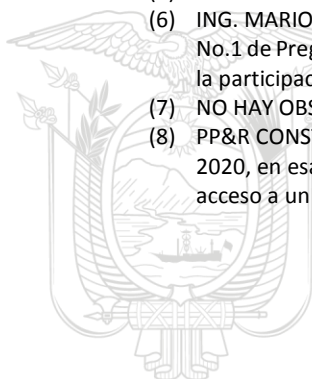 (6) ING. MARIO
No.1 de Preg
la participac
(7) NO HAY OBS
(8) PP&R CONST
2020, en esa
acceso a un